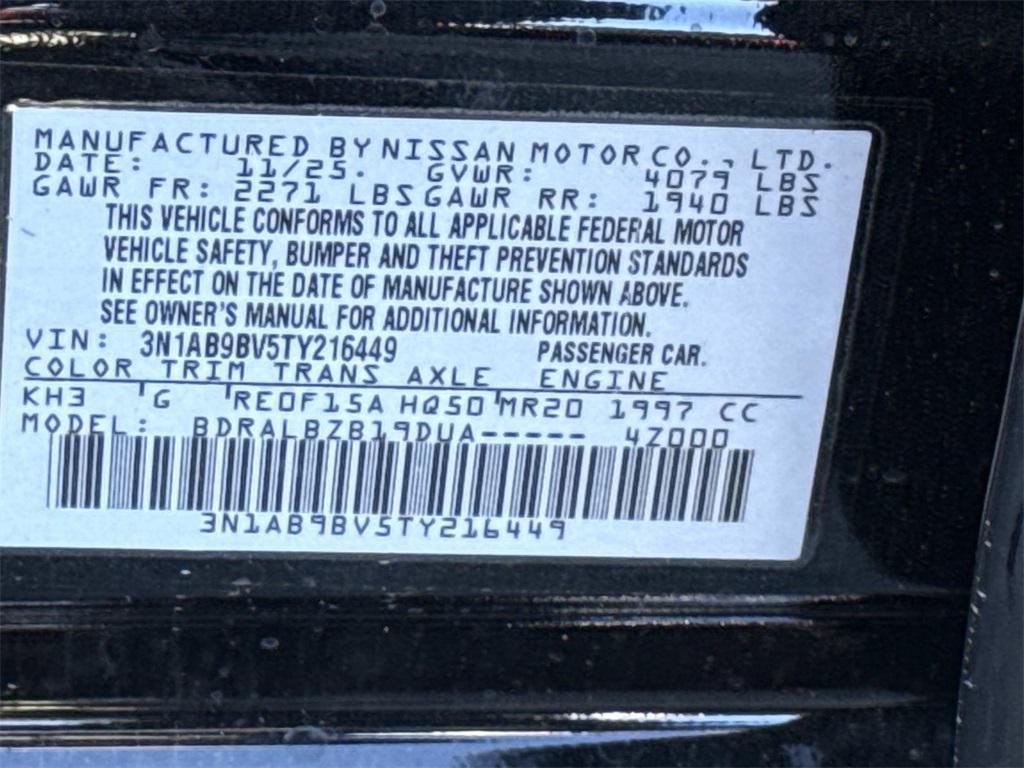 MANUFACTURED BY NISSAN MOTOR CO., LTD.
DATE: 11/25. GVWR: 4079 LBS
GAWR FR: 2271 LBS GAWR RR: 1940 LBS
THIS VEHICLE CONFORMS TO ALL APPLICABLE FEDERAL MOTOR
VEHICLE SAFETY, BUMPER AND THEFT PREVENTION STANDARDS
IN EFFECT ON THE DATE OF MANUFACTURE SHOWN ABOVE.
SEE OWNER'S MANUAL FOR ADDITIONAL INFORMATION.
VIN: 3N1AB9BV5TY216449 PASSENGER CAR.
COLOR TRIM TRANS AXLE ENGINE
KH3 G RE0F15A HQ50 MR20 1997 CC
MODEL: BDRALBZB19DUA----- 4Z000
3N1AB9BV5TY216449